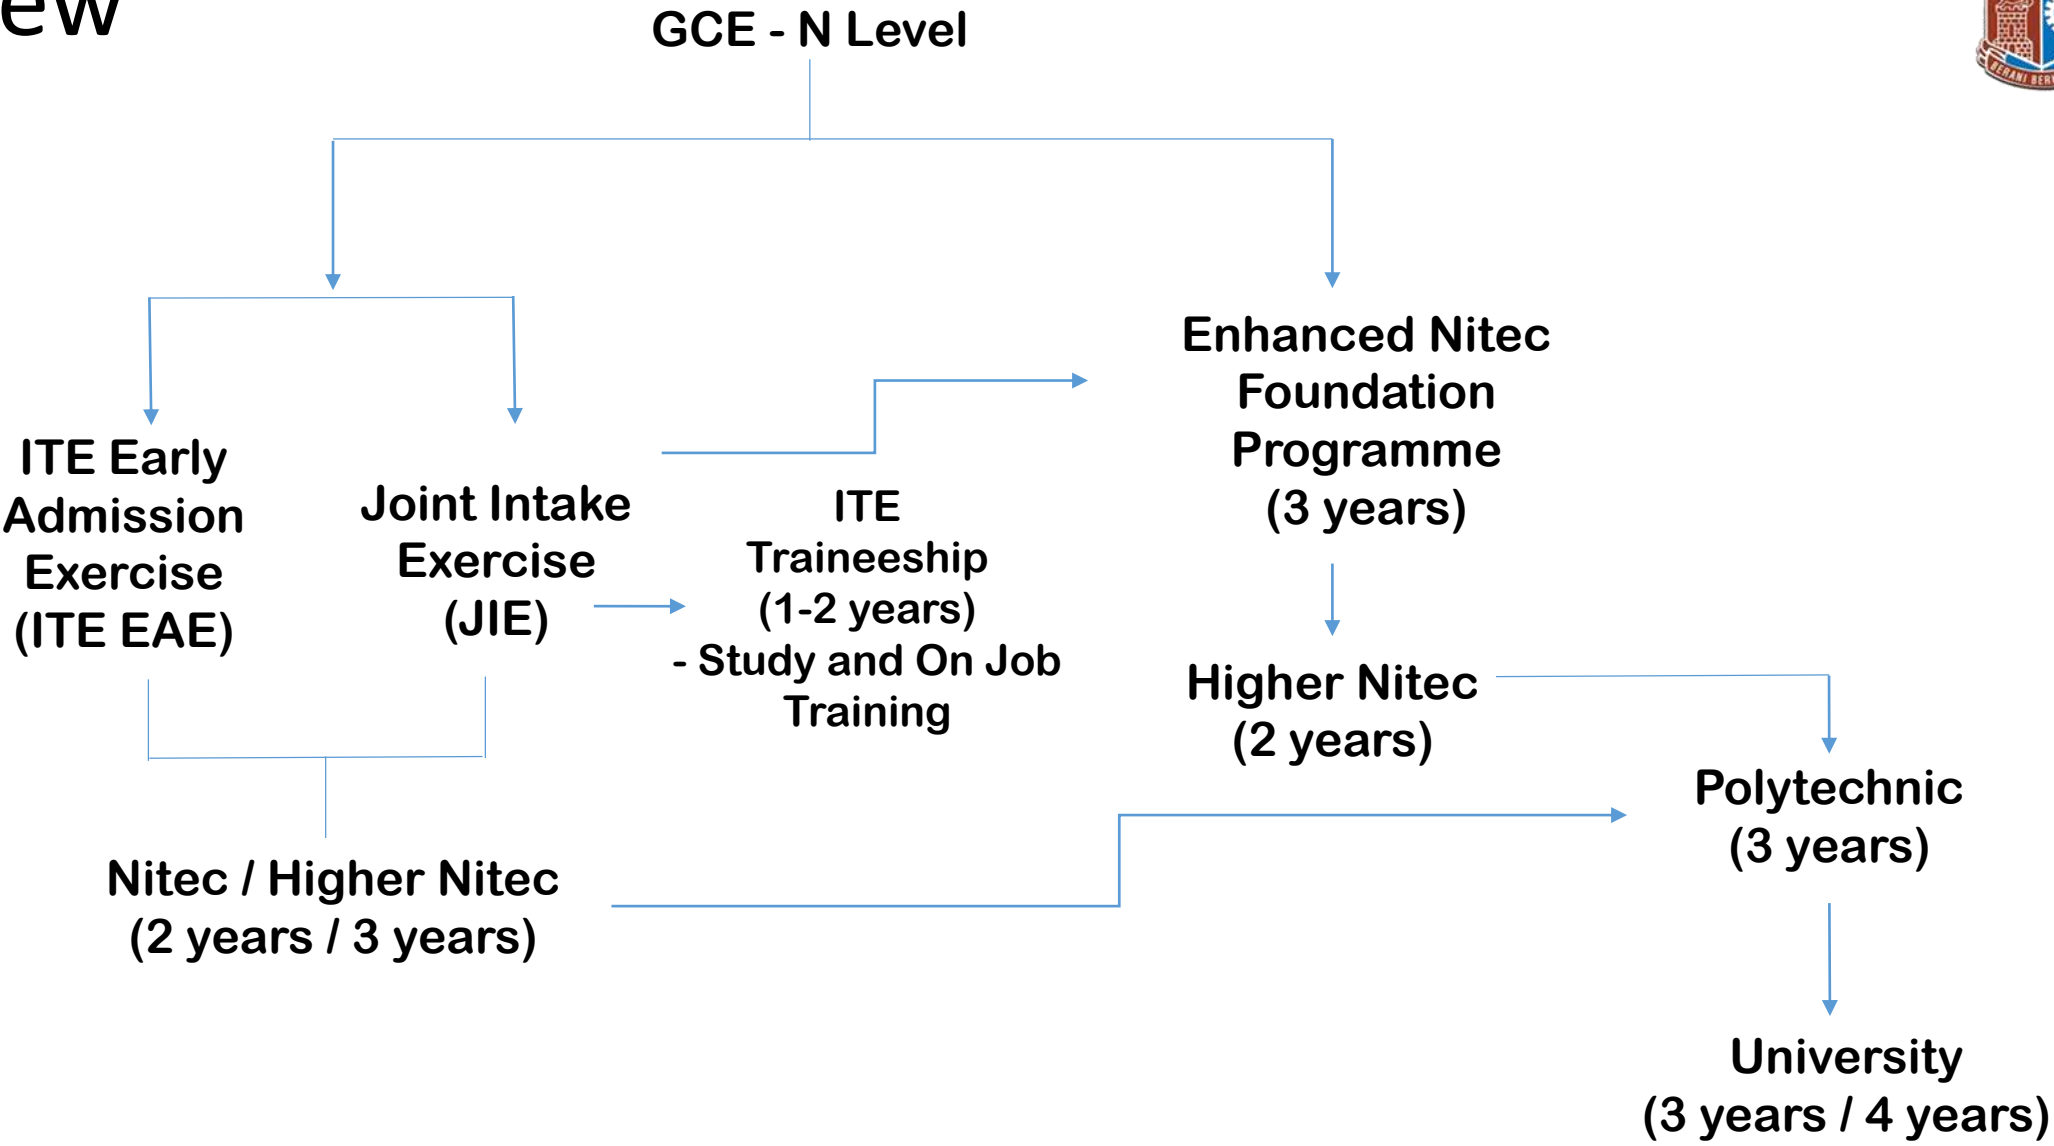 GCE - N Level
ITE Early
Admission
Exercise
(ITE EAE)
Joint Intake
Exercise
(JIE)
ITE
Traineeship
(1-2 years)
- Study and On Job
Training
Enhanced Nitec
Foundation
Programme
(3 years)
Higher Nitec
(2 years)
Nitec / Higher Nitec
(2 years / 3 years)
Polytechnic
(3 years)
University
(3 years / 4 years)
BERANI